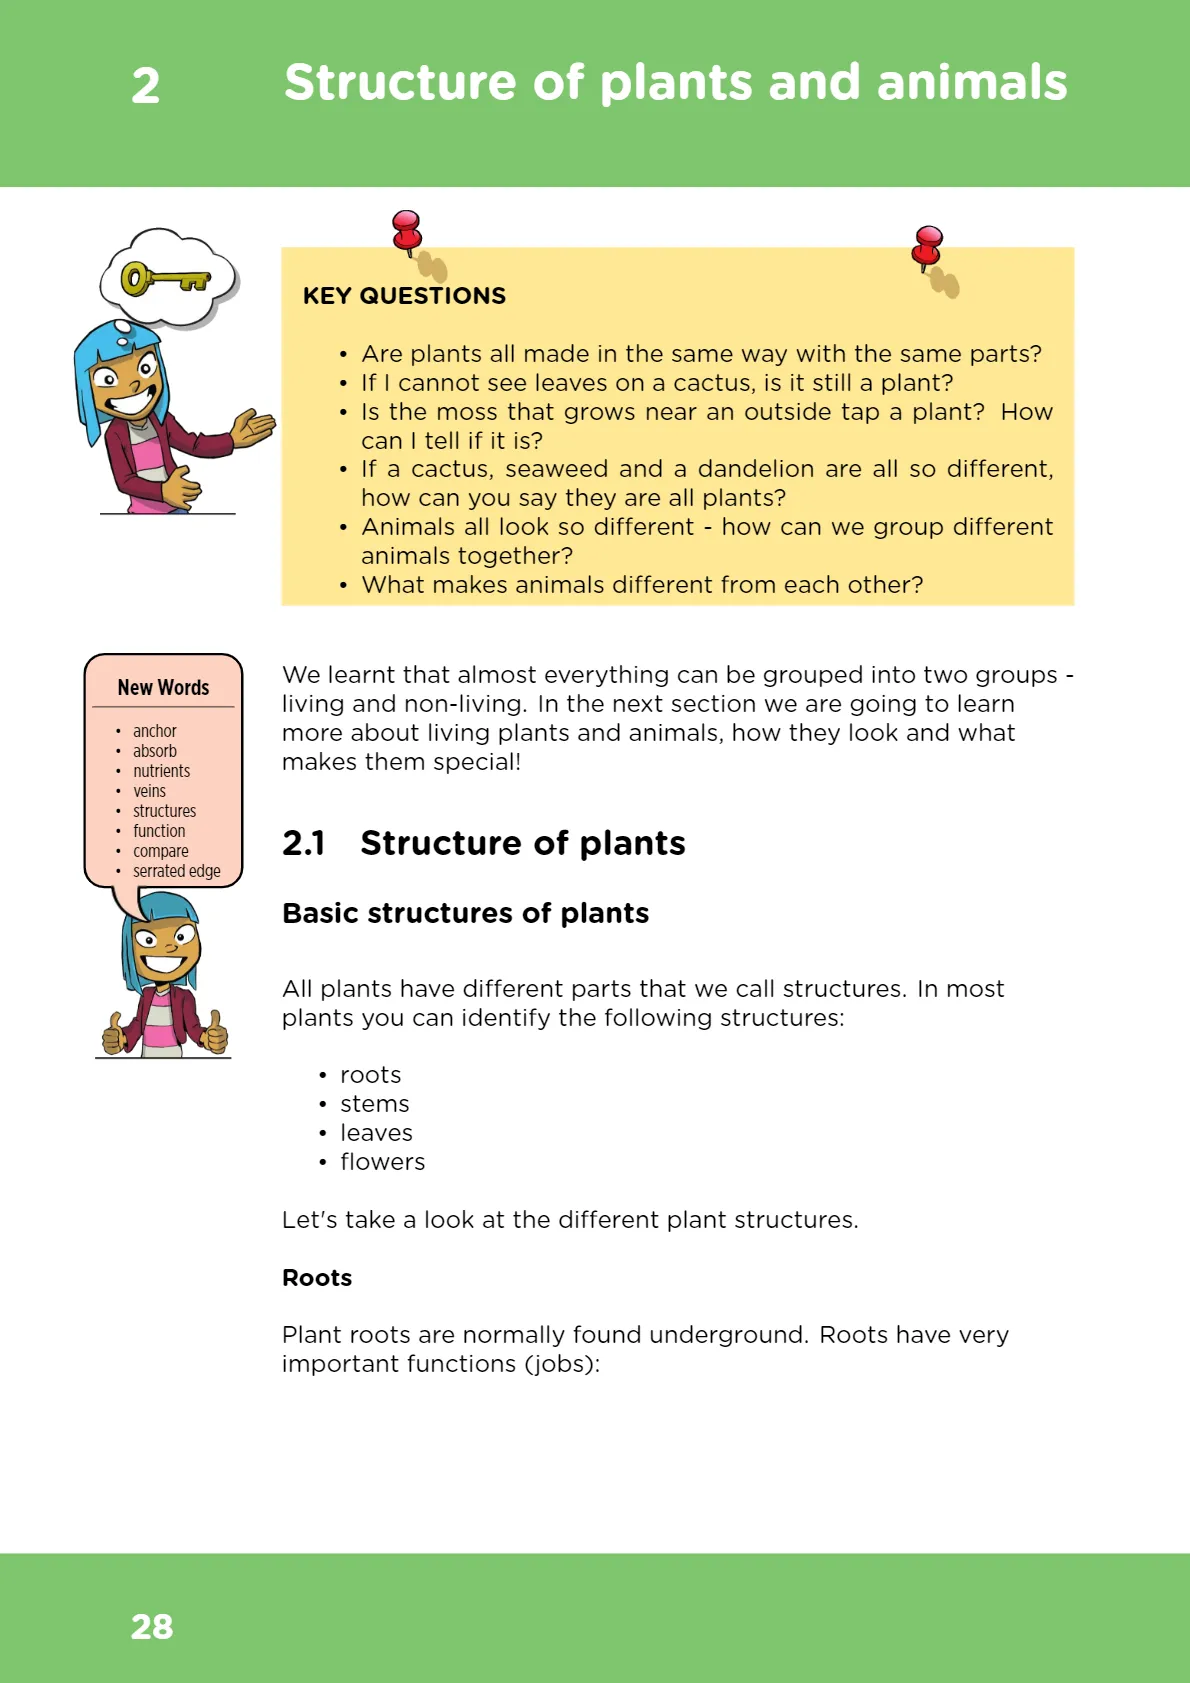 2 Structure of plants and animals
KEY QUESTIONS
• Are plants all made in the same way with the same parts?
• If I cannot see leaves on a cactus, is it still a plant?
• Is the moss that grows near an outside tap a plant? How
can I tell if it is?
• If a cactus, seaweed and a dandelion are all so different,
how can you say they are all plants?
• Animals all look so different - how can we group different
animals together?
• What makes animals different from each other?
New Words
• anchor
• absorb
• nutrients
• veins
• structures
• function
• compare
• serrated edge
We learnt that almost everything can be grouped into two groups -
living and non-living. In the next section we are going to learn
more about living plants and animals, how they look and what
makes them special!
2.1 Structure of plants
Basic structures of plants
All plants have different parts that we call structures. In most
plants you can identify the following structures:
• roots
• stems
• leaves
• flowers
Let's take a look at the different plant structures.
Roots
Plant roots are normally found underground. Roots have very
important functions (jobs):
28